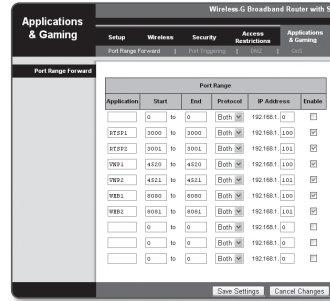 Wireless-G Broadband Router with S
Applications & Gaming
Setup Wireless Security Access Restrictions Applications & Gaming
Port Range Forward | Port Triggering | DMZ | QoS
Port Range Forward
Port Range
Application Start End Protocol IP Address Enable
0 to 0 Both 192.168.1. 0
RTSP1 3000 to 3000 Both 192.168.1. 100
RTSP2 3001 to 3001 Both 192.168.1. 101
VNP1 4520 to 4520 Both 192.168.1. 100
VNP2 4521 to 4521 Both 192.168.1. 101
WEB1 8080 to 8080 Both 192.168.1. 100
WEB2 8081 to 8081 Both 192.168.1. 101
0 to 0 Both 192.168.1. 0
0 to 0 Both 192.168.1. 0
0 to 0 Both 192.168.1. 0
Save Settings Cancel Changes